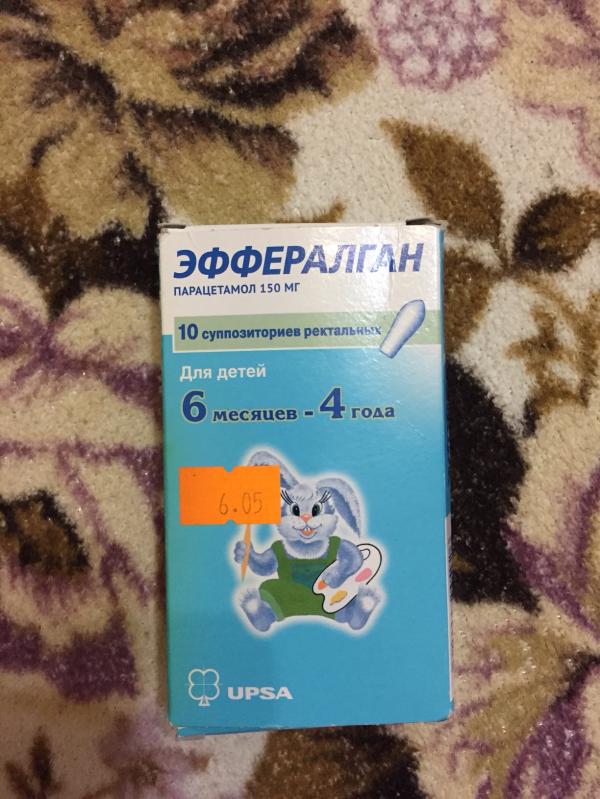 ЭФФЕРАЛГАН
ПАРАЦЕТАМОЛ 150 МГ
10 суппозиториев ректальных
Для детей
6 месяцев - 4 года
6.05
UPSA